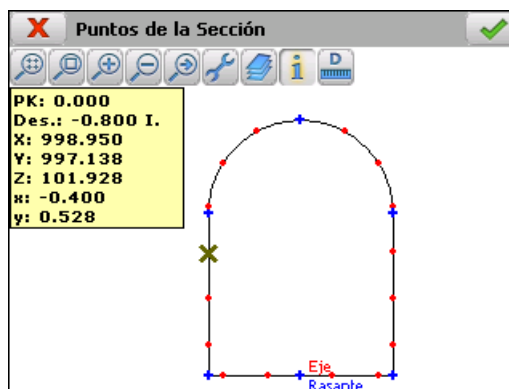 Puntos de la Sección
i D
PK: 0.000
Des.: -0.800 I.
X: 998.950
Y: 997.138
Z: 101.928
x: -0.400
y: 0.528
Eje
Rasante